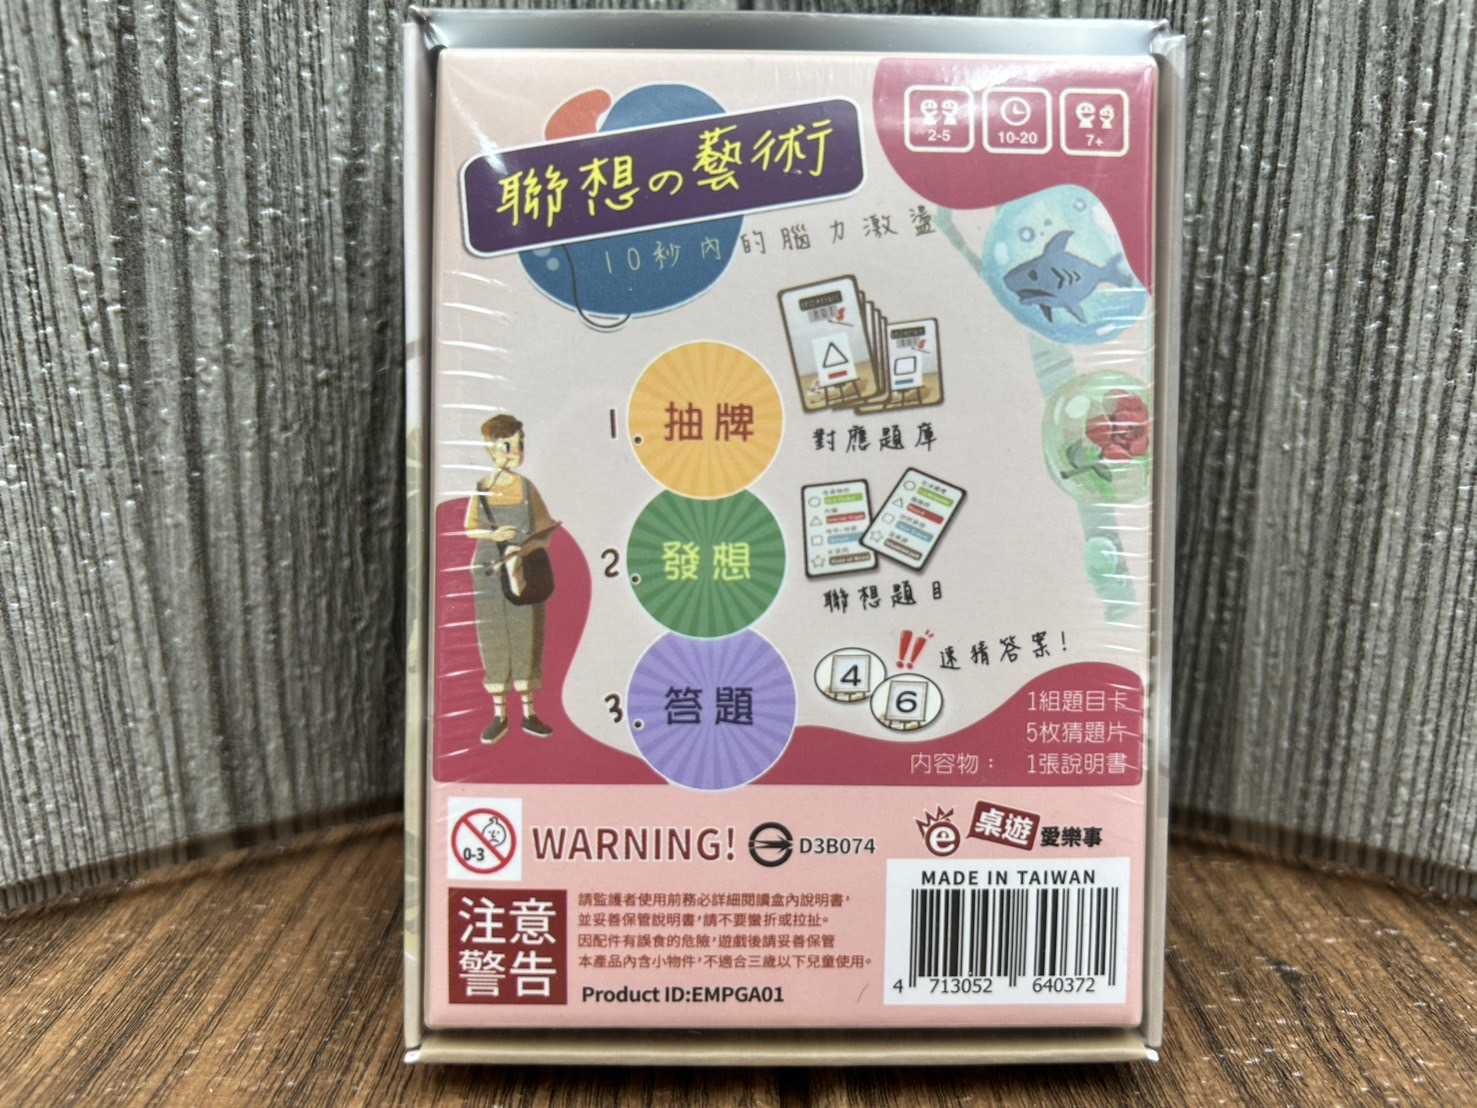 聯想の藝術
2-5
10-20
7+
10秒內的腦力激盪
1. 抽牌
對應題庫
2. 發想
聯想題目
3. 答題
4
6
!!
速猜答案!
內容物：
1組題目卡
5枚猜題片
1張說明書
0-3
WARNING!
D3B074
e
桌遊愛樂事
注意
警告
請監護者使用前務必詳細閱讀盒內說明書，
並妥善保管說明書，請不要彎折或拉扯。
因配件有誤食的危險，遊戲後請妥善保管
本產品內含小物件，不適合三歲以下兒童使用。
Product ID:EMPGA01
MADE IN TAIWAN
4 713052 640372